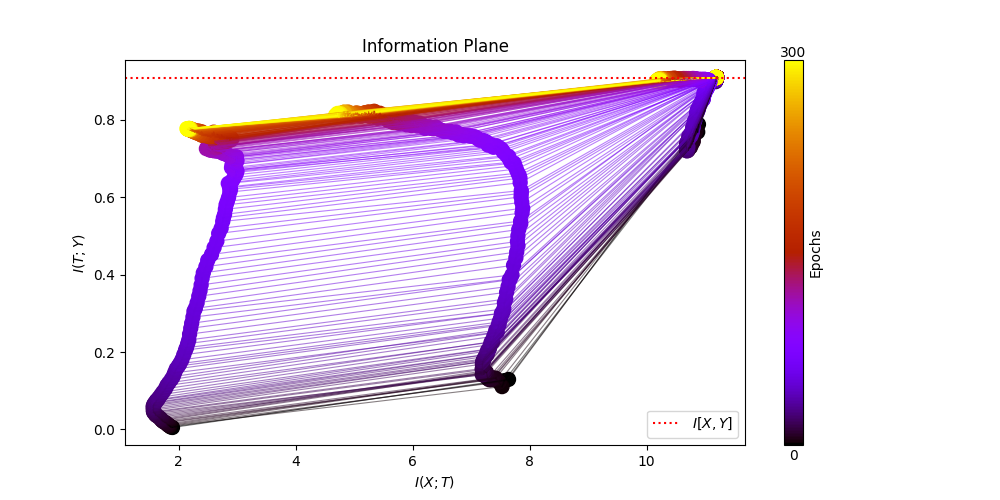 Information Plane
300
0.8
0.6
0.4
0.2
0.0
I(T; Y)
Epochs
I[X, Y]
2
4
6
8
10
0
I(X; T)